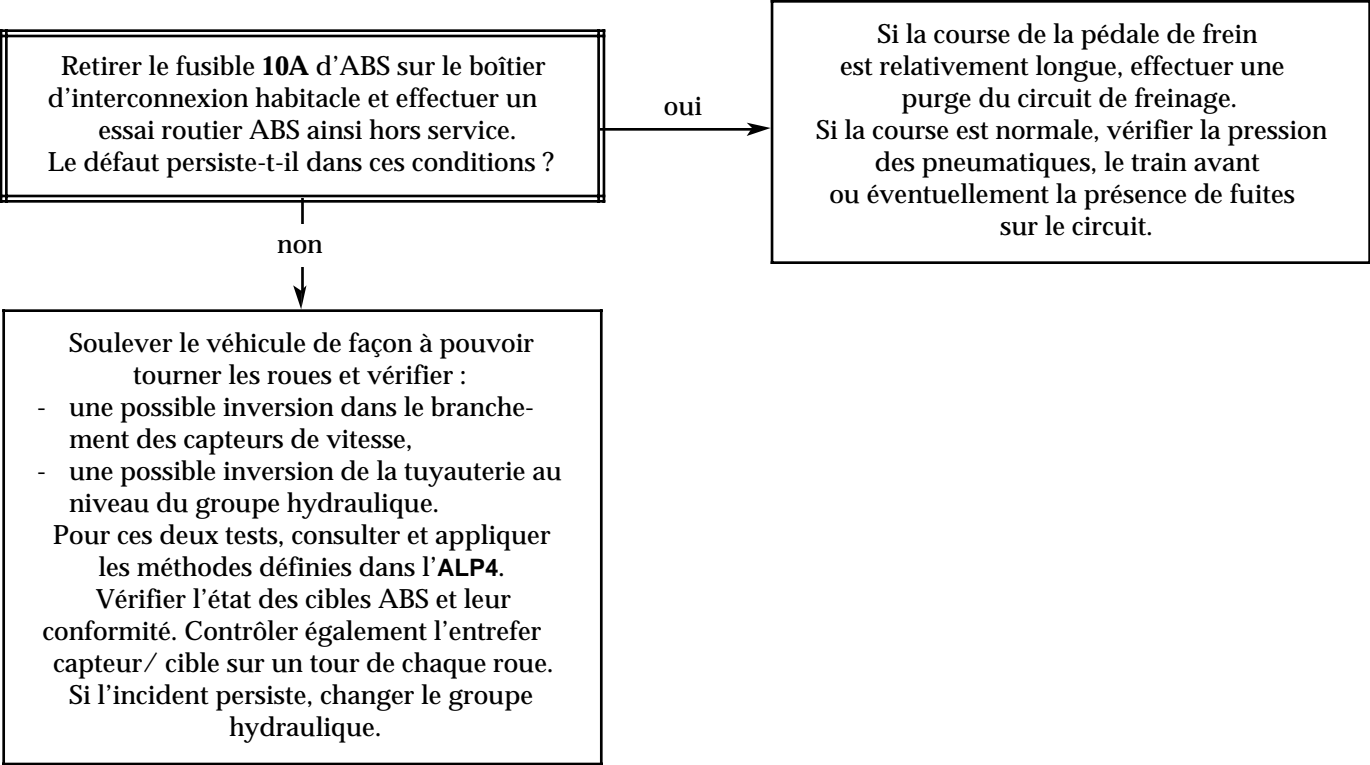 Retirer le fusible 10A d'ABS sur le boîtier
d'interconnexion habitacle et effectuer un
essai routier ABS ainsi hors service.
Le défaut persiste-t-il dans ces conditions ?
oui
Si la course de la pédale de frein
est relativement longue, effectuer une
purge du circuit de freinage.
Si la course est normale, vérifier la pression
des pneumatiques, le train avant
ou éventuellement la présence de fuites
sur le circuit.
non
Soulever le véhicule de façon à pouvoir
tourner les roues et vérifier :
- une possible inversion dans le branche-
ment des capteurs de vitesse,
- une possible inversion de la tuyauterie au
niveau du groupe hydraulique.
Pour ces deux tests, consulter et appliquer
les méthodes définies dans l'ALP4.
Vérifier l'état des cibles ABS et leur
conformité. Contrôler également l'entrefer
capteur/ cible sur un tour de chaque roue.
Si l'incident persiste, changer le groupe
hydraulique.